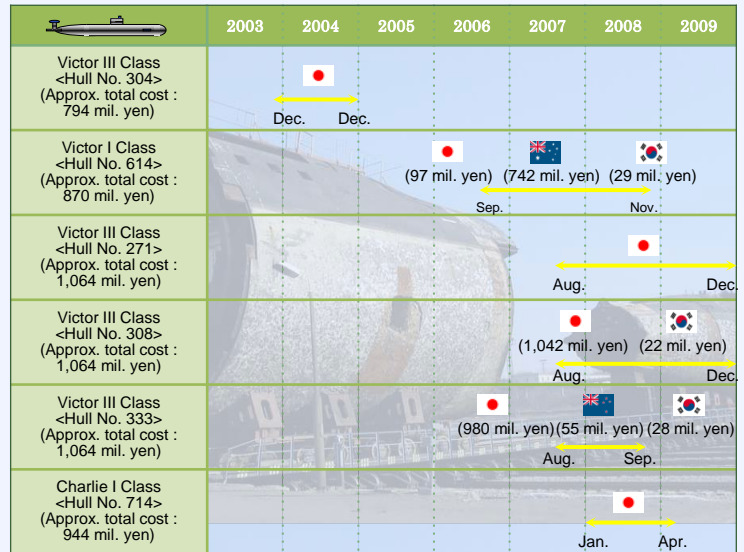 2003 2004 2005 2006 2007 2008 2009
Victor III Class
<Hull No. 304>
(Approx. total cost :
794 mil. yen)
Dec. Dec.
Victor I Class
<Hull No. 614>
(Approx. total cost :
870 mil. yen)
(97 mil. yen) (742 mil. yen) (29 mil. yen)
Sep. Nov.
Victor III Class
<Hull No. 271>
(Approx. total cost :
1,064 mil. yen)
Aug. Dec.
Victor III Class
<Hull No. 308>
(Approx. total cost :
1,064 mil. yen)
(1,042 mil. yen) (22 mil. yen)
Aug. Dec.
Victor III Class
<Hull No. 333>
(Approx. total cost :
1,064 mil. yen)
(980 mil. yen) (55 mil. yen) (28 mil. yen)
Aug. Sep.
Charlie I Class
<Hull No. 714>
(Approx. total cost :
944 mil. yen)
Jan. Apr.